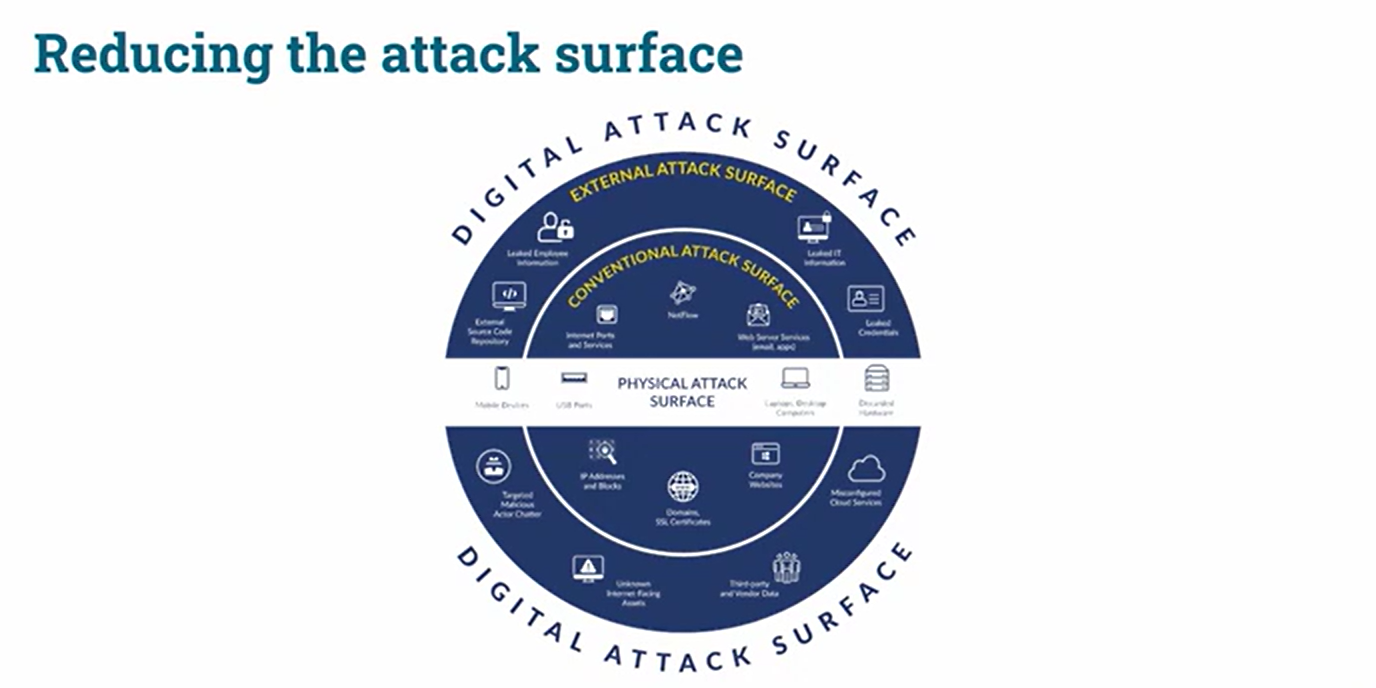 Reducing the attack surface
DIGITAL ATTACK SURFACE
EXTERNAL ATTACK SURFACE
Leaked Employee
Information
Leaked IT
Information
CONVENTIONAL ATTACK SURFACE
External
Source Code
Repository
Internet Ports
and Services
NetFlow
Web Server Services
(email, apps)
Leaked
Credentials
Mobile Devices
USB Ports
PHYSICAL ATTACK
SURFACE
Laptops, Desktop
Computers
Discarded
Hardware
Targeted
Malicious
Actor Chatter
IP Addresses
and Blocks
Domains,
SSL Certificates
Company
Websites
Misconfigured
Cloud Services
Unknown
Internet-Facing
Assets
Third-party
and Vendor Data
DIGITAL ATTACK SURFACE